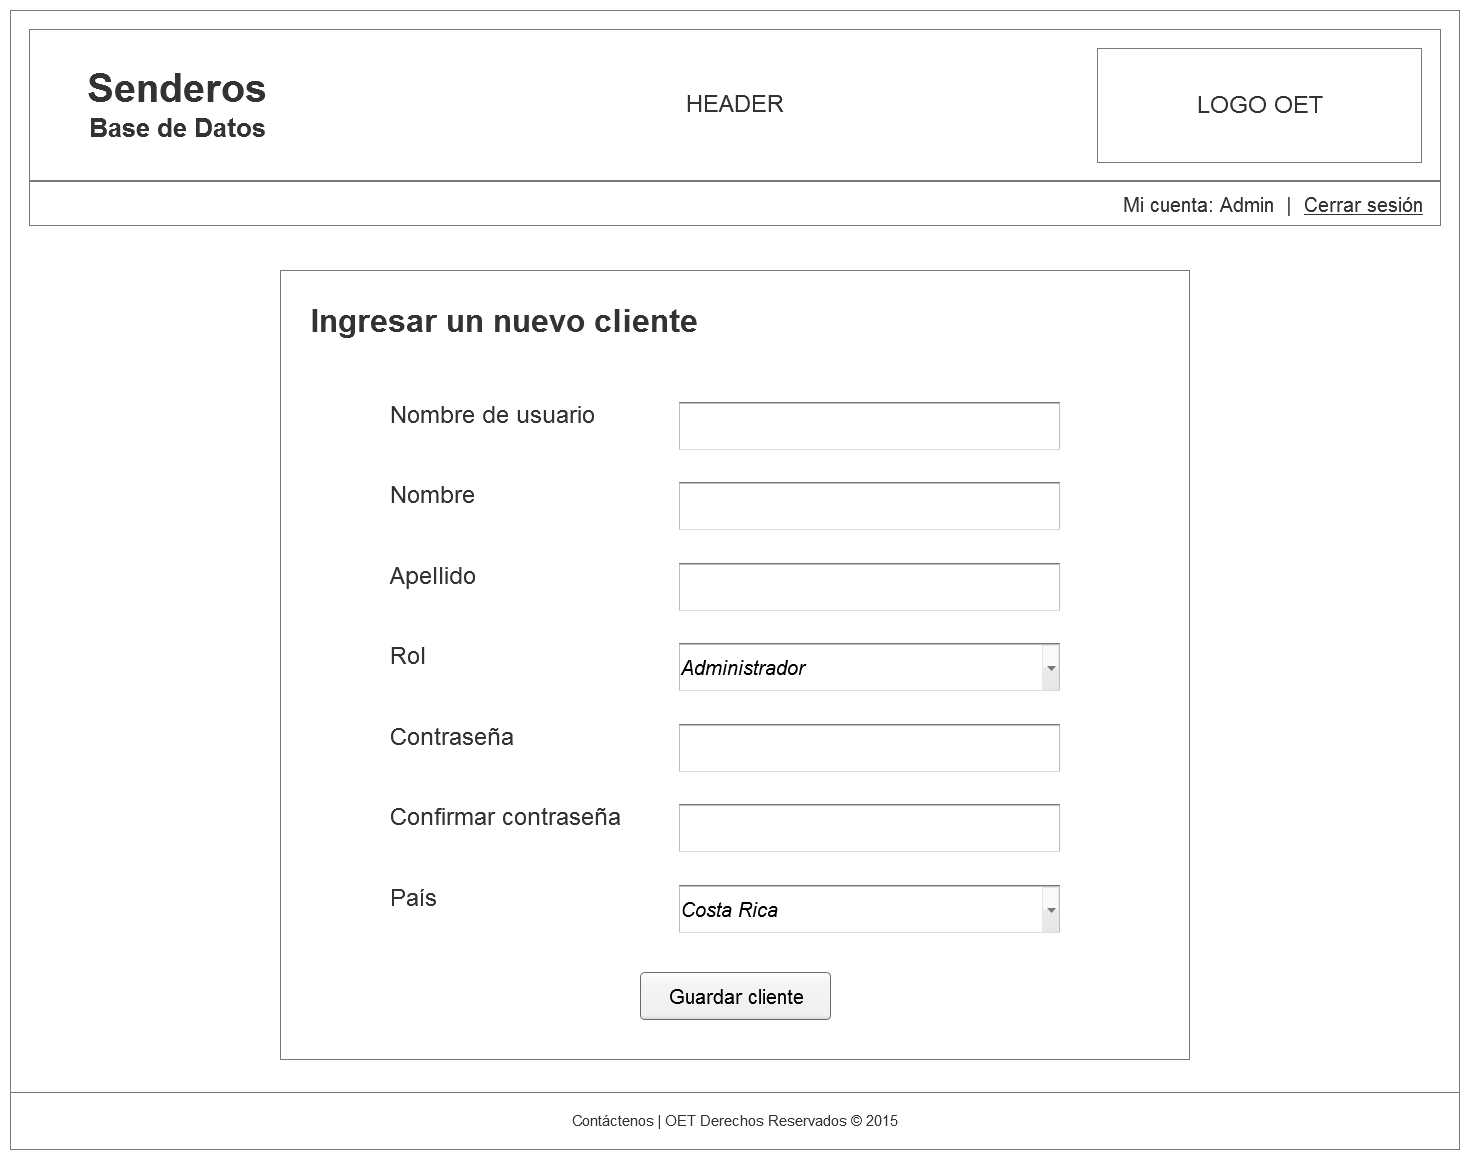 Senderos
Base de Datos
HEADER
LOGO OET
Mi cuenta: Admin | Cerrar sesión
Ingresar un nuevo cliente
Nombre de usuario
Nombre
Apellido
Rol
Administrador
Contraseña
Confirmar contraseña
País
Costa Rica
Guardar cliente
Contáctenos | OET Derechos Reservados © 2015